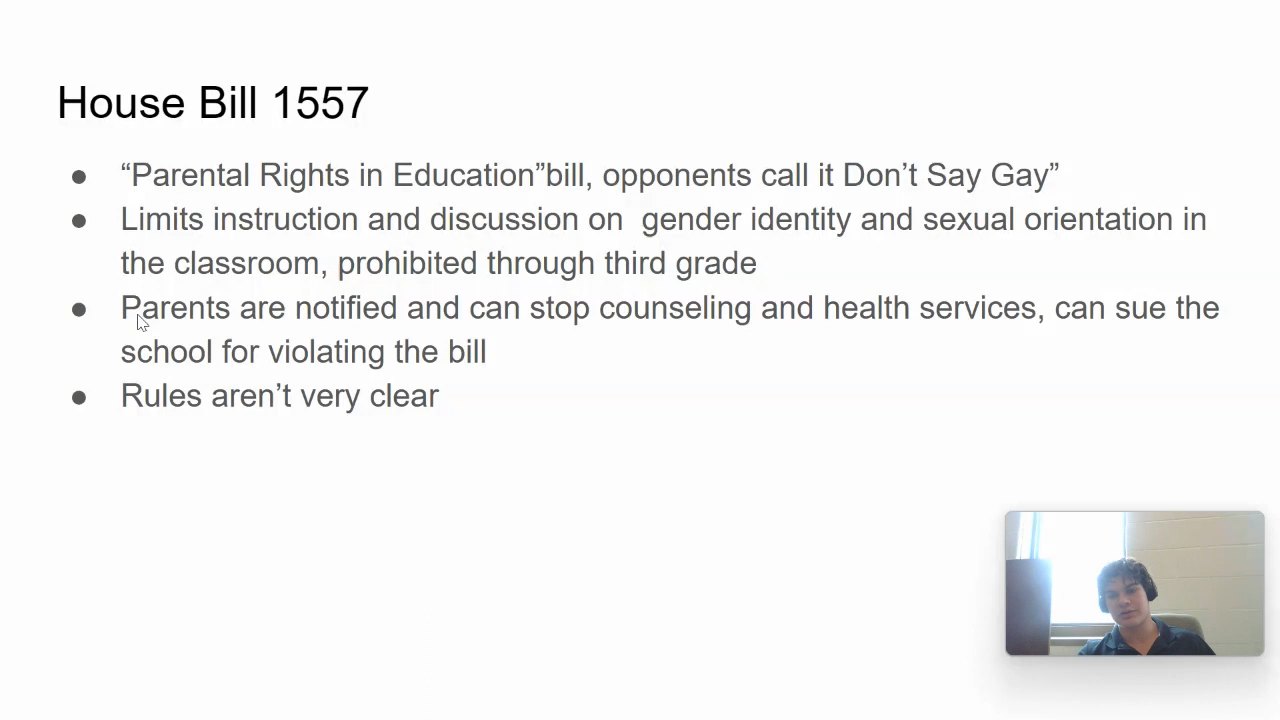 House Bill 1557
● “Parental Rights in Education”bill, opponents call it Don’t Say Gay”
● Limits instruction and discussion on  gender identity and sexual orientation in
the classroom, prohibited through third grade
● Parents are notified and can stop counseling and health services, can sue the
school for violating the bill
● Rules aren’t very clear